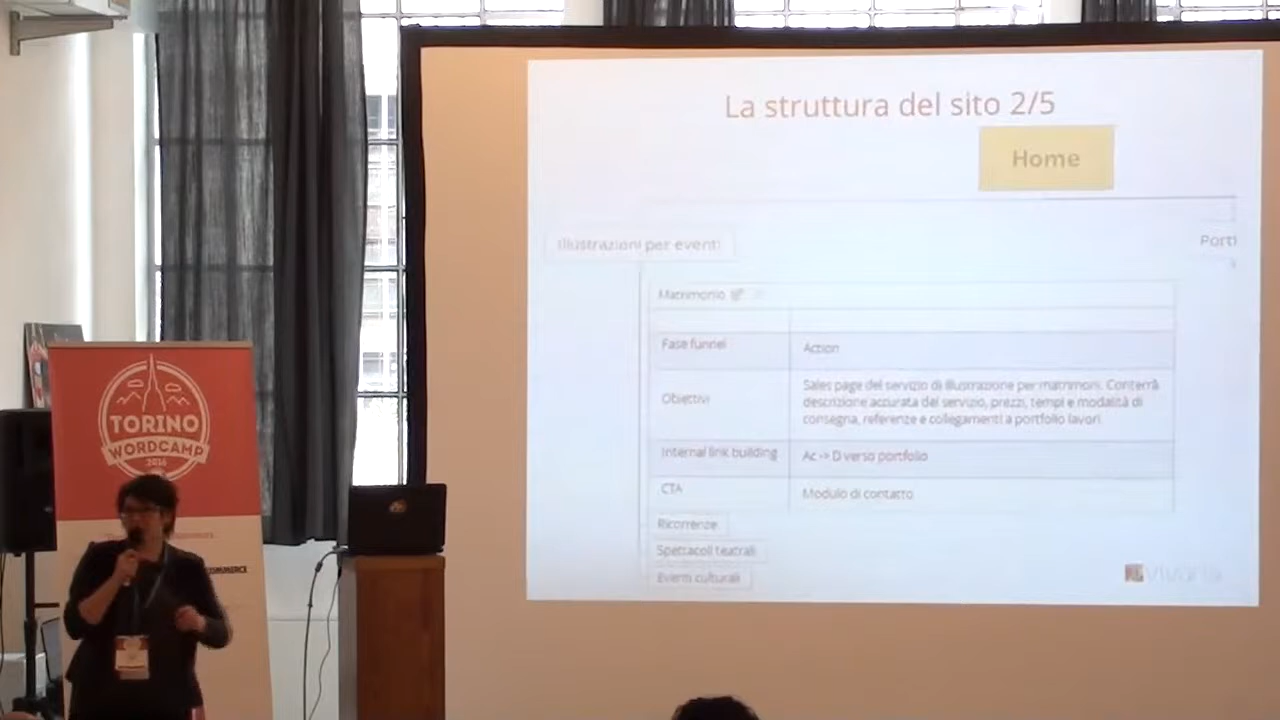 La struttura del sito 2/5
Home
Illustrazioni per eventi
Porti
Matrimonio
Fase funnel
Action
Obiettivi
Sales page del servizio di illustrazione per matrimoni. Conterrà
descrizione accurata del servizio, prezzi, tempi e modalità di
consegna, referenze e collegamenti a portfolio lavori.
Internal link building
Ac -> D verso portfolio
CTA
Modulo di contatto
Ricorrenze
Spettacoli teatrali
Eventi culturali
TORINO
WORDCAMP
2016